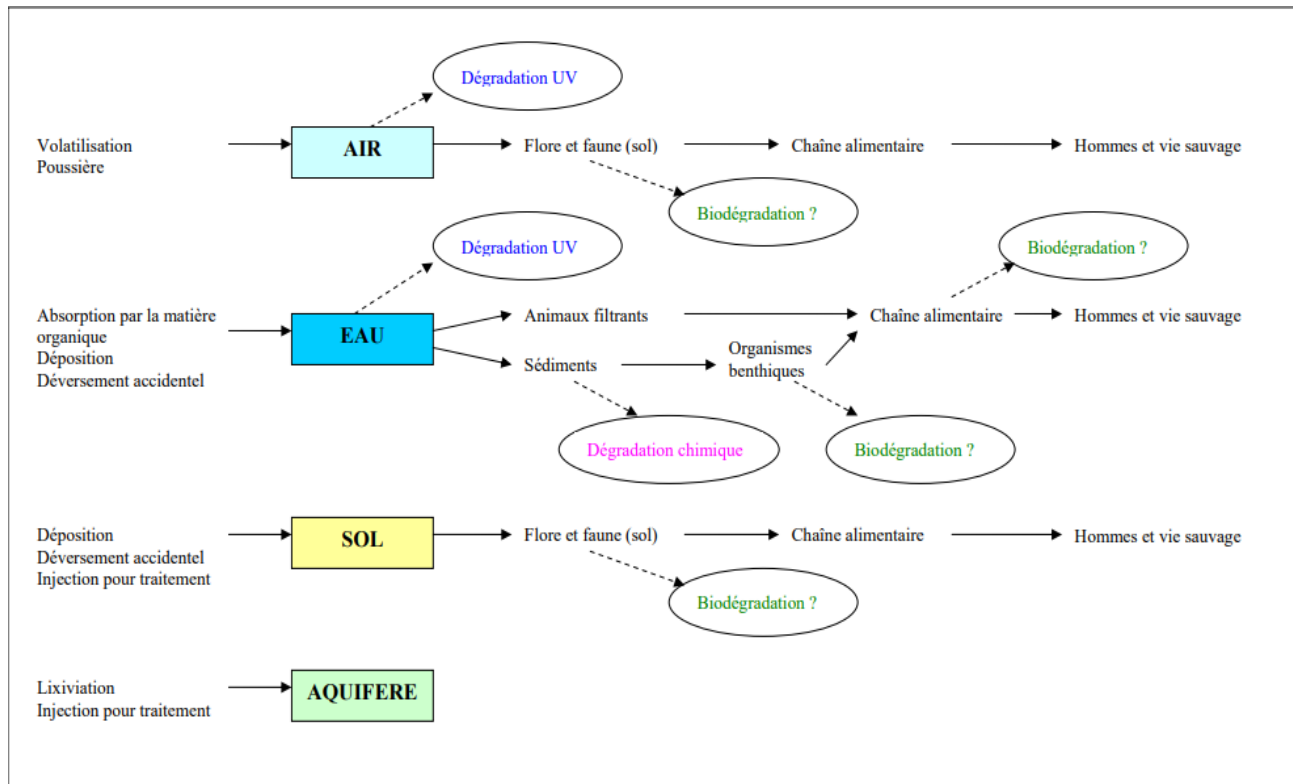 Dégradation UV
Volatilisation
Poussière
AIR
Flore et faune (sol)
Chaîne alimentaire
Hommes et vie sauvage
Biodégradation ?
Dégradation UV
Biodégradation ?
Absorption par la matière
organique
Déposition
Déversement accidentel
EAU
Animaux filtrants
Chaîne alimentaire
Hommes et vie sauvage
Sédiments
Organismes
benthiques
Dégradation chimique
Biodégradation ?
Déposition
Déversement accidentel
Injection pour traitement
SOL
Flore et faune (sol)
Chaîne alimentaire
Hommes et vie sauvage
Biodégradation ?
Lixiviation
Injection pour traitement
AQUIFERE